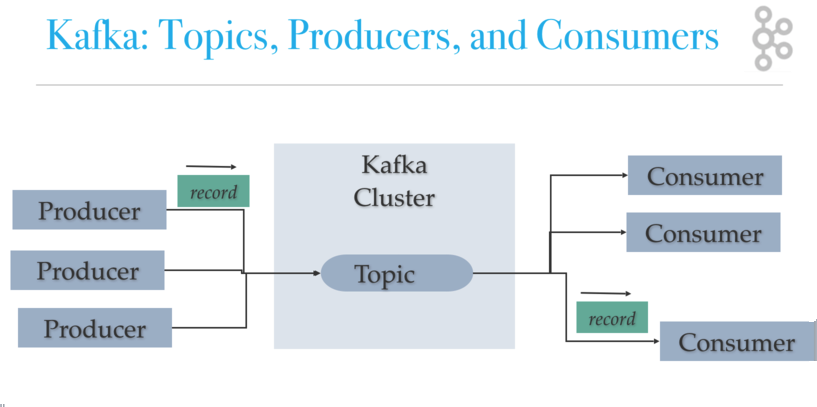 Kafka: Topics, Producers, and Consumers
Kafka
Cluster
record
Producer
Producer
Producer
Topic
Consumer
Consumer
record
Consumer
"